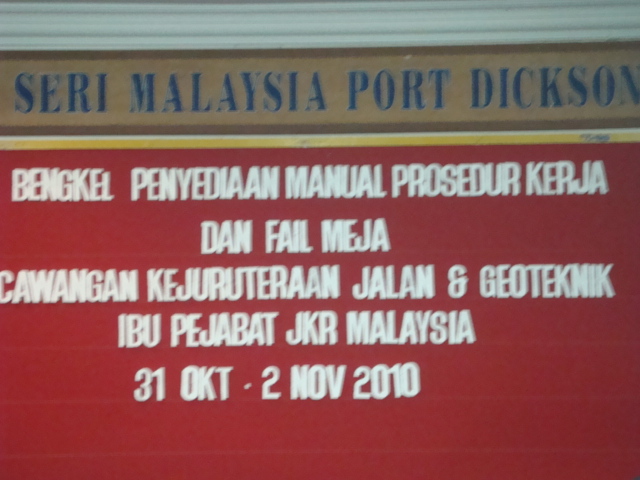 SERI MALAYSIA PORT DICKSON
BENGKEL PENYEDIAAN MANUAL PROSEDUR KERJA
DAN FAIL MEJA
CAWANGAN KEJURUTERAAN JALAN & GEOTEKNIK
IBU PEJABAT JKR MALAYSIA
31 OKT - 2 NOV 2010